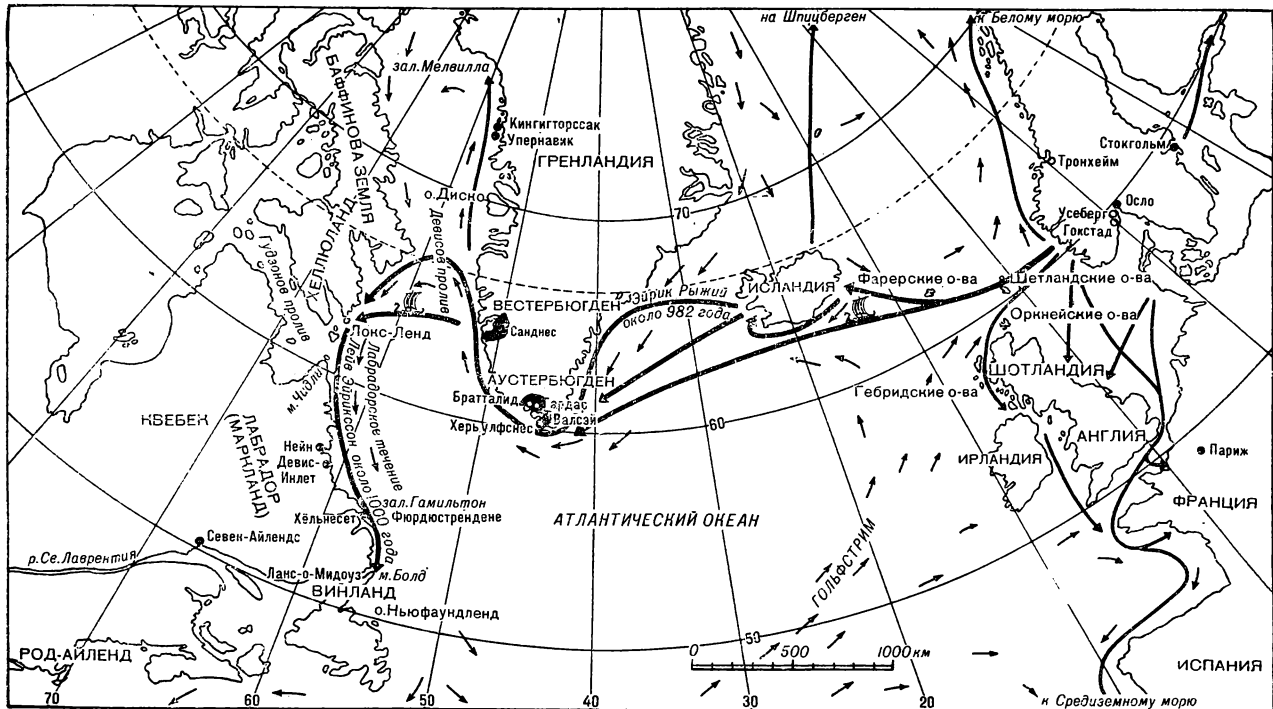 на Шпицберген
к Белому морю
зал. Мелвилла
БАФФИНОВА ЗЕМЛЯ
Кингигторссак
Упернавик
ГРЕНЛАНДИЯ
Стокгольм
Тронхейм
о. Диско
70
Осло
Усеберг
Гокстад
Гудзонов пролив
ХЕЛЛЮЛАНД
Девисов пролив
Эйрик Рыжий
около 982 года
ИСЛАНДИЯ
Фарерские о-ва
Шетландские о-ва
ВЕСТЕРБЮГДЕН
Санднес
Оркнейские о-ва
Локс-Ленд
АУСТЕРБЮГДЕН
ШОТЛАНДИЯ
м. Чидли
Лейв Эйрикссон около 1000 года
Лабрадорское течение
Братталид
Гардар
Валсэй
Херьулфснес
Гебридские о-ва
60
КВЕБЕК
ЛАБРАДОР
(МАРКЛАНД)
АНГЛИЯ
ИРЛАНДИЯ
Париж
Нейн
Девис-
Инлет
зал. Гамильтон
Хёльнесет
Фюрдюстрендене
АТЛАНТИЧЕСКИЙ ОКЕАН
ФРАНЦИЯ
Севек-Айлендс
р. Св. Лаврентия
Ланс-о-Мидоуз
м. Болд
ГОЛЬФСТРИМ
ВИНЛАНД
о. Ньюфаундленд
50
РОД-АЙЛЕНД
0 500 1000 км
ИСПАНИЯ
70 60 50 40 30 20
к Средиземному морю